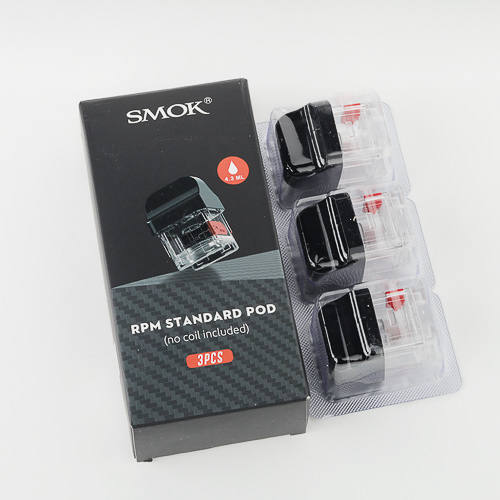 SMOK®
4.3 ML
RPM STANDARD POD
(no coil included)
3PCS